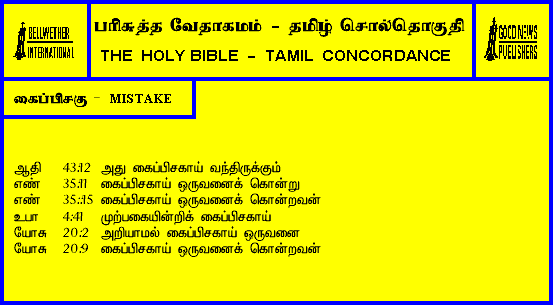 BELLWETHER
INTERNATIONAL
பரிசுத்த வேதாகமம் - தமிழ் சொல்தொகுதி
THE HOLY BIBLE - TAMIL CONCORDANCE
GOOD NEWS
PUBLISHERS
கைப்பிசகு - MISTAKE
ஆதி 43:12 அது கைப்பிசகாய் வந்திருக்கும்
எண் 35:11 கைப்பிசகாய் ஒருவனைக் கொன்று
எண் 35::15 கைப்பிசகாய் ஒருவனைக் கொன்றவன்
உபா 4:41 முற்பகையின்றிக் கைப்பிசகாய்
யோசு 20:2 அறியாமல் கைப்பிசகாய் ஒருவனை
யோசு 20:9 கைப்பிசகாய் ஒருவனைக் கொன்றவன்